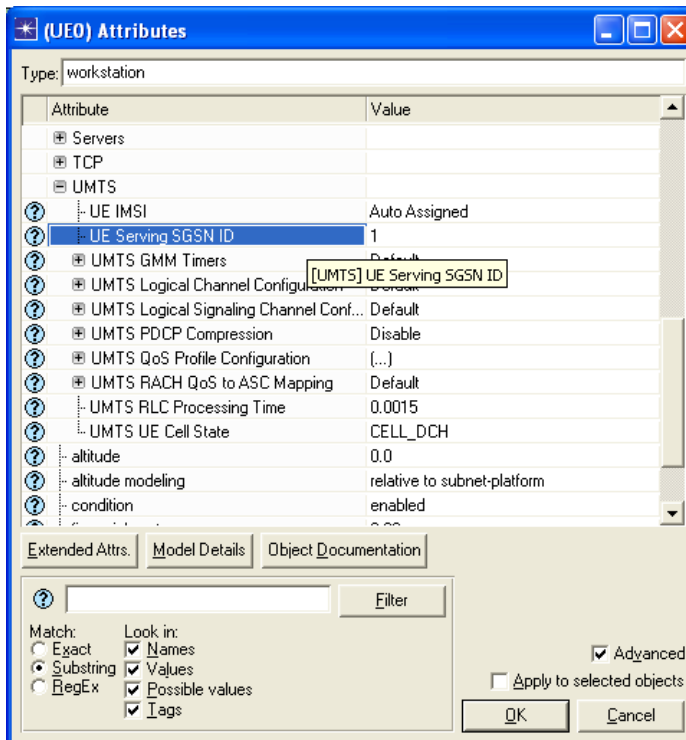 (UE0) Attributes
Type: workstation
Attribute Value
Servers
TCP
UMTS
UE IMSI Auto Assigned
UE Serving SGSN ID 1
UMTS GMM Timers
[UMTS] UE Serving SGSN ID
UMTS Logical Channel
UMTS Logical Signaling Channel Conf... Default
UMTS PDCP Compression Disable
UMTS QoS Profile Configuration (...)
UMTS RACH QoS to ASC Mapping Default
UMTS RLC Processing Time 0.0015
UMTS UE Cell State CELL_DCH
altitude 0.0
altitude modeling relative to subnet-platform
condition enabled
Extended Attrs. Model Details Object Documentation
Filter
Match: Look in:
Exact Names
Substring Values
RegEx Possible values
Tags
Advanced
Apply to selected objects
OK Cancel